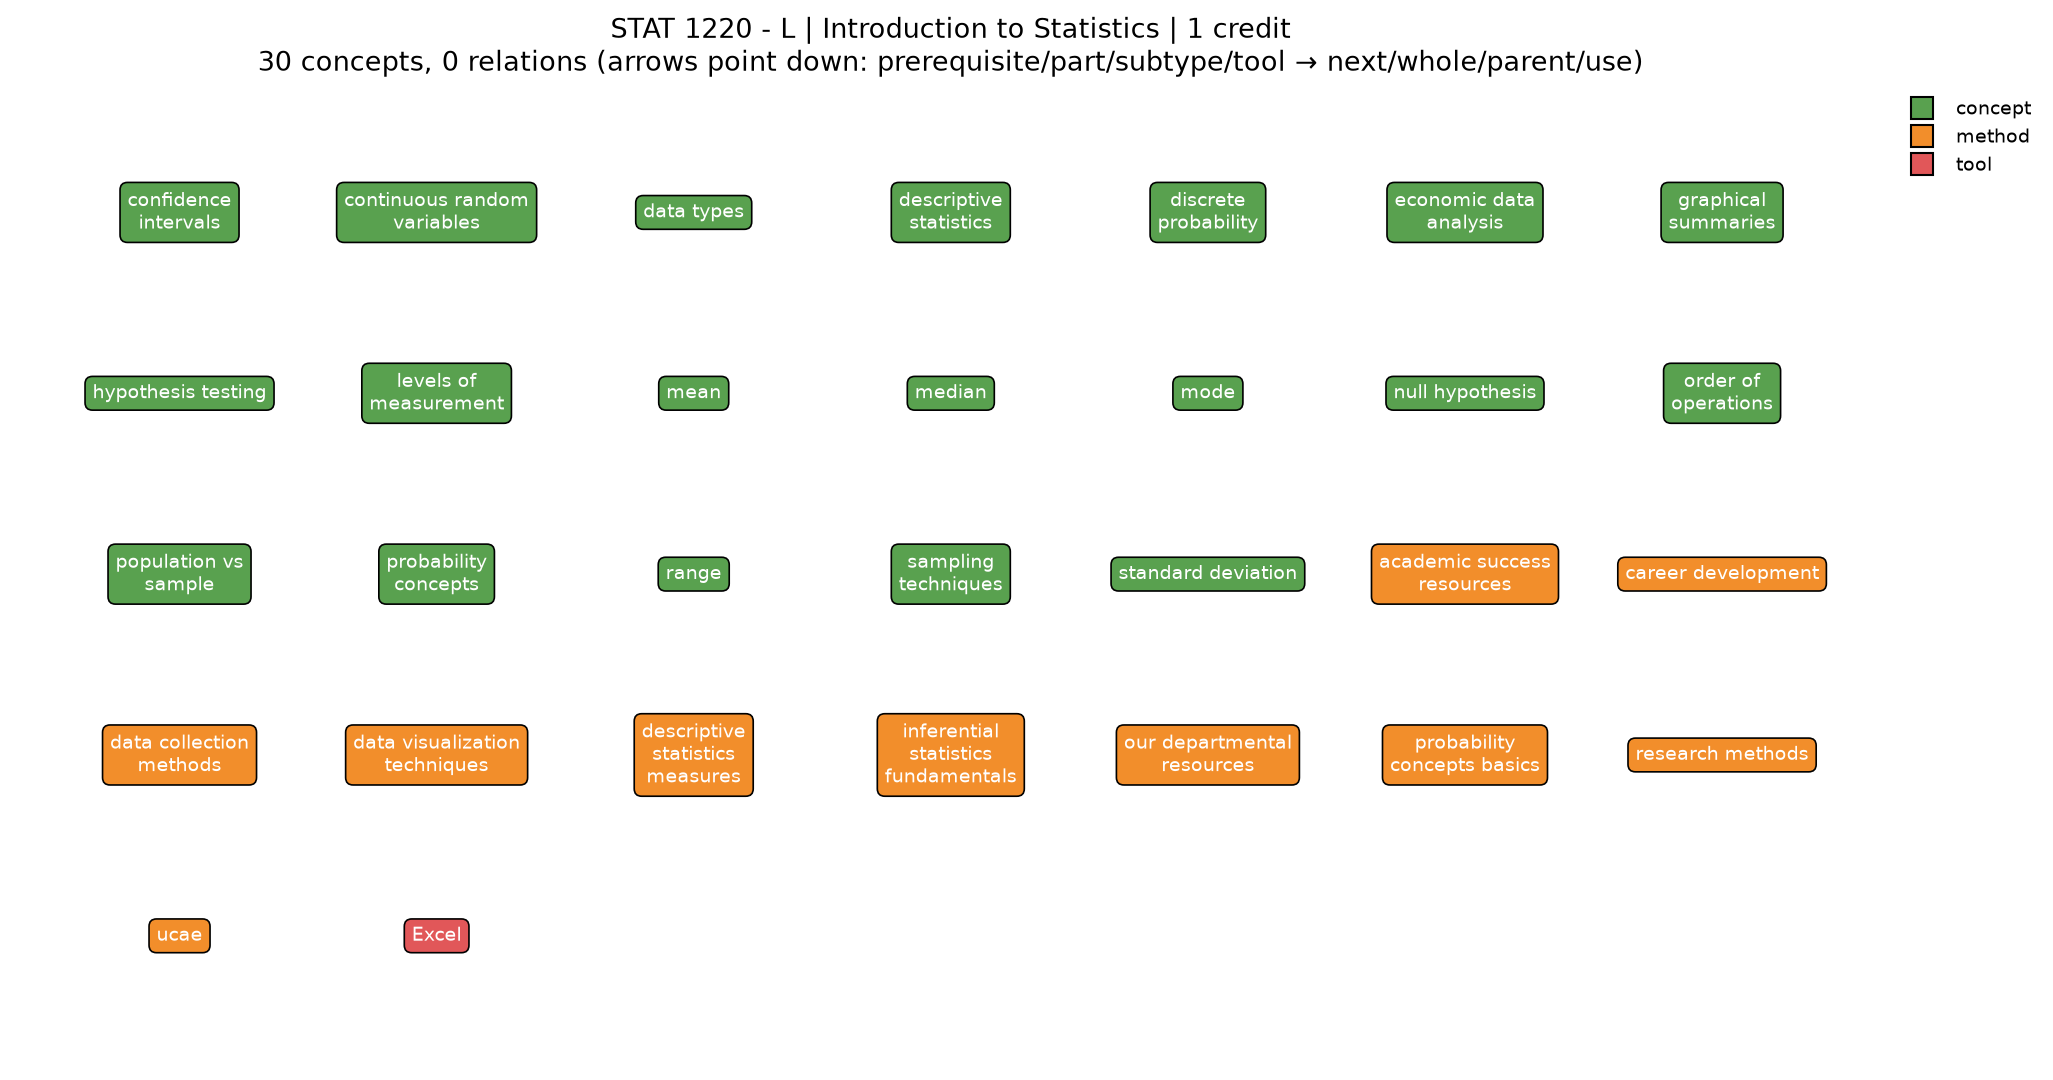 STAT 1220 - L | Introduction to Statistics | 1 credit
30 concepts, 0 relations (arrows point down: prerequisite/part/subtype/tool → next/whole/parent/use)
concept
method
tool
confidence
intervals
continuous random
variables
data types
descriptive
statistics
discrete
probability
economic data
analysis
graphical
summaries
hypothesis testing
levels of
measurement
mean
median
mode
null hypothesis
order of
operations
population vs
sample
probability
concepts
range
sampling
techniques
standard deviation
academic success
resources
career development
data collection
methods
data visualization
techniques
descriptive
statistics
measures
inferential
statistics
fundamentals
our departmental
resources
probability
concepts basics
research methods
ucae
Excel